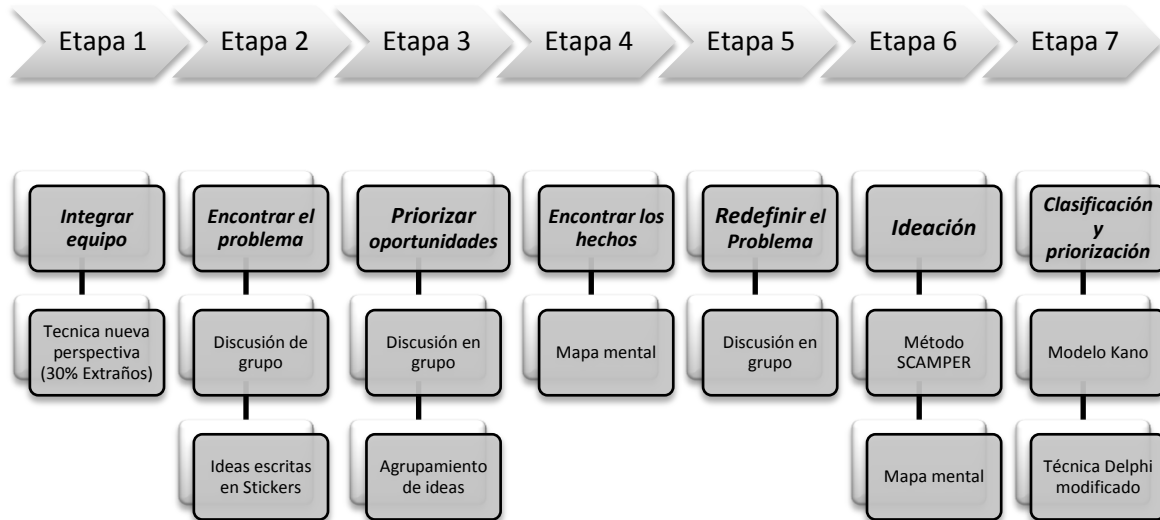 Etapa 1
Etapa 2
Etapa 3
Etapa 4
Etapa 5
Etapa 6
Etapa 7
Integrar
equipo
Encontrar el
problema
Priorizar
oportunidades
Encontrar los
hechos
Redefinir el
Problema
Ideación
Clasificación
y
priorización
Tecnica nueva
perspectiva
(30% Extraños)
Discusión de
grupo
Discusión en
grupo
Mapa mental
Discusión en
grupo
Método
SCAMPER
Modelo Kano
Ideas escritas
en Stickers
Agrupamiento
de ideas
Mapa mental
Técnica Delphi
modificado